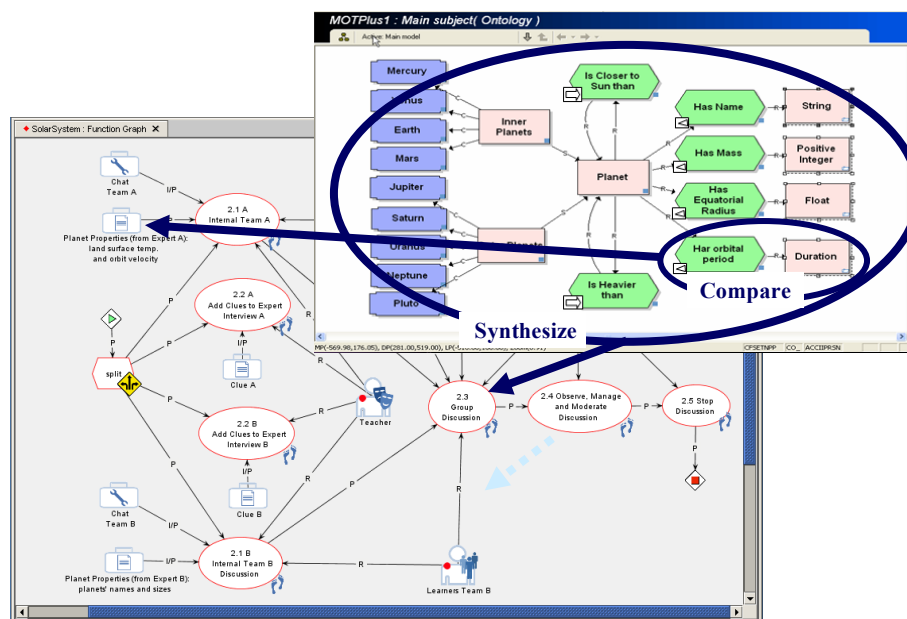 MOTPlus1 : Main subject( Ontology )
Active: Main model
Mercury
Earth
Mars
Jupiter
Saturn
Uranus
Neptune
Pluto
Inner
Planets
Planets
C
C
C
C
C
C
S
S
Is Closer to
Sun than
R
R
Planet
R
R
Is Heavier
than
R
R
R
R
Has Name
R
String
Has Mass
R
Positive
Integer
Has
Equatorial
Radius
R
Float
Har orbital
period
R
Duration
Compare
Synthesize
CFSETNPP
CO_
ACCIIPRSN
SolarSystem : Function Graph
Chat
Team A
I/P
Planet Properties (from Expert A):
land surface temp.
and orbit velocity
P
2.1 A
Internal Team A
P
2.2 A
Add Clues to Expert
Interview A
P
I/P
Clue A
P
split
P
R
R
Teacher
2.2 B
Add Clues to Expert
Interview B
P
I/P
Clue B
R
2.3
Group
Discussion
P
2.4 Observe, Manage
and Moderate
Discussion
P
2.5 Stop
Discussion
P
P
P
R
Chat
Team B
I/P
Planet Properties (from Expert B):
planets' names and sizes
I/P
2.1 B
Internal Team B
Discussion
R
Learners Team B